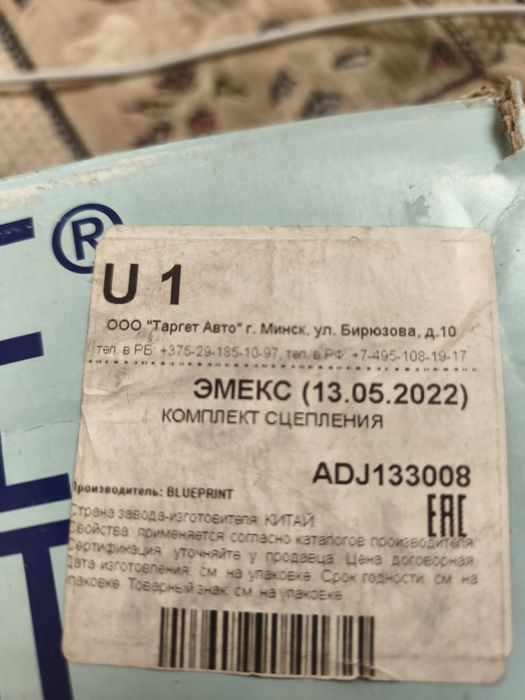 ®
U 1
ООО "Таргет Авто" г. Минск, ул. Бирюзова, д.10
тел. в РБ: +375-29-185-10-97, тел. в РФ: +7-495-108-19-17
ЭМЕКС (13.05.2022)
КОМПЛЕКТ СЦЕПЛЕНИЯ
ADJ133008
Производитель: BLUEPRINT
EAC
Страна завода-изготовителя: КИТАЙ
Свойства: применяется согласно каталогов производителя.
Сертификация: уточняйте у продавца. Цена договорная.
Дата изготовления: см. на упаковке. Срок годности: см. на
упаковке. Товарный знак: см. на упаковке.